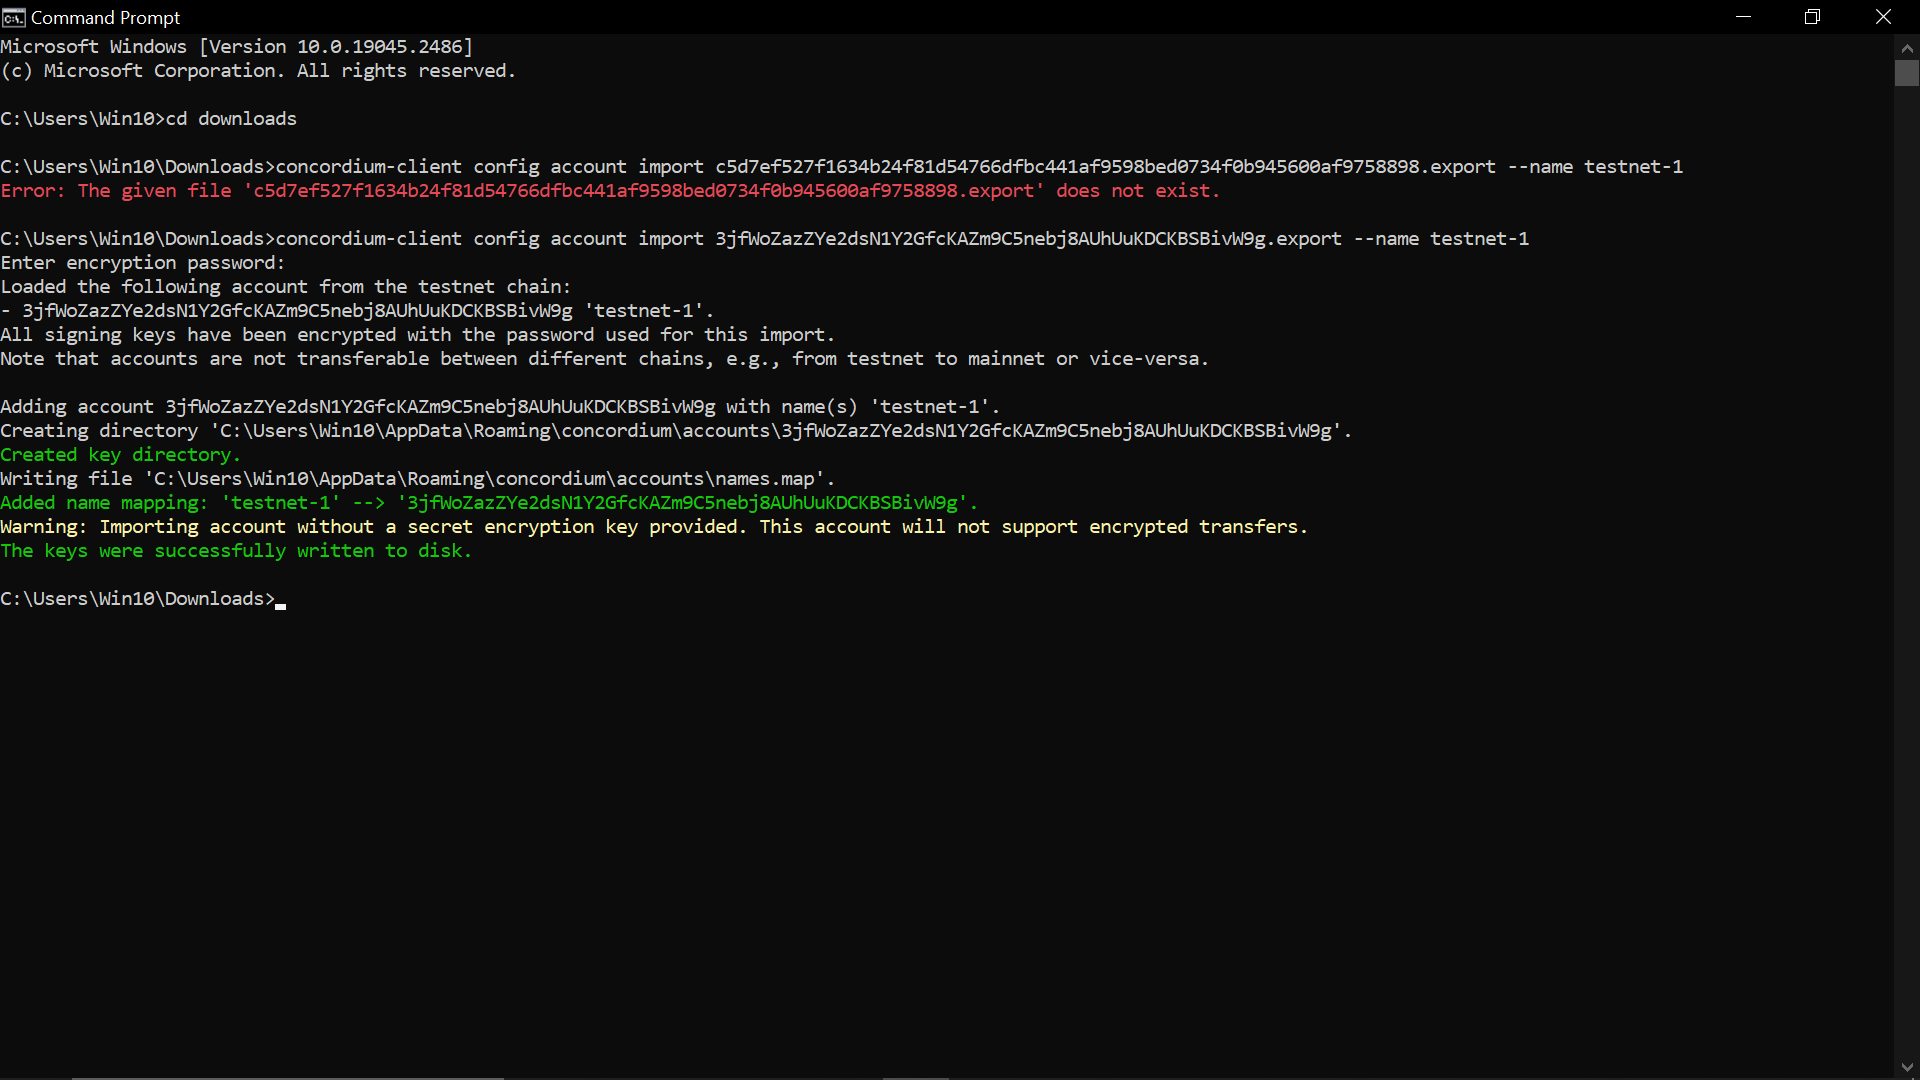 Command Prompt
Microsoft Windows [Version 10.0.19045.2486]
(c) Microsoft Corporation. All rights reserved.
C:\Users\Win10>cd downloads
C:\Users\Win10\Downloads>concordium-client config account import c5d7ef527f1634b24f81d54766dfbc441af9598bed0734f0b945600af9758898.export --name testnet-1
Error: The given file 'c5d7ef527f1634b24f81d54766dfbc441af9598bed0734f0b945600af9758898.export' does not exist.
C:\Users\Win10\Downloads>concordium-client config account import 3jfWoZazZYe2dsN1Y2GfcKAZm9C5nebj8AUhUuKDCKBSBivW9g.export --name testnet-1
Enter encryption password:
Loaded the following account from the testnet chain:
- 3jfWoZazZYe2dsN1Y2GfcKAZm9C5nebj8AUhUuKDCKBSBivW9g 'testnet-1'.
All signing keys have been encrypted with the password used for this import.
Note that accounts are not transferable between different chains, e.g., from testnet to mainnet or vice-versa.
Adding account 3jfWoZazZYe2dsN1Y2GfcKAZm9C5nebj8AUhUuKDCKBSBivW9g with name(s) 'testnet-1'.
Creating directory 'C:\Users\Win10\AppData\Roaming\concordium\accounts\3jfWoZazZYe2dsN1Y2GfcKAZm9C5nebj8AUhUuKDCKBSBivW9g'.
Created key directory.
Writing file 'C:\Users\Win10\AppData\Roaming\concordium\accounts\names.map'.
Added name mapping: 'testnet-1' --> '3jfWoZazZYe2dsN1Y2GfcKAZm9C5nebj8AUhUuKDCKBSBivW9g'.
Warning: Importing account without a secret encryption key provided. This account will not support encrypted transfers.
The keys were successfully written to disk.
C:\Users\Win10\Downloads>